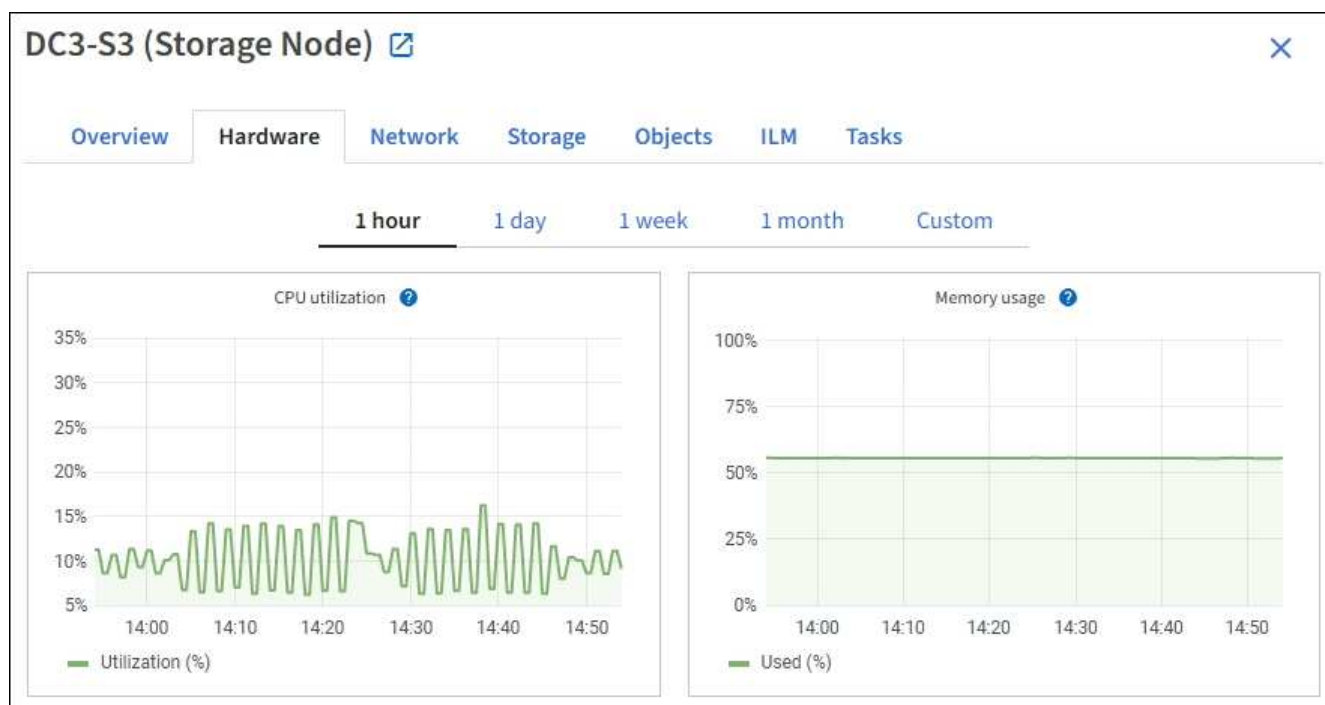 DC3-S3 (Storage Node)
Overview Hardware Network Storage Objects ILM Tasks
1 hour 1 day 1 week 1 month Custom
CPU utilization ?
35%
30%
25%
20%
15%
10%
5%
14:00 14:10 14:20 14:30 14:40 14:50
Utilization (%)
Memory usage ?
100%
75%
50%
25%
0%
14:00 14:10 14:20 14:30 14:40 14:50
Used (%)